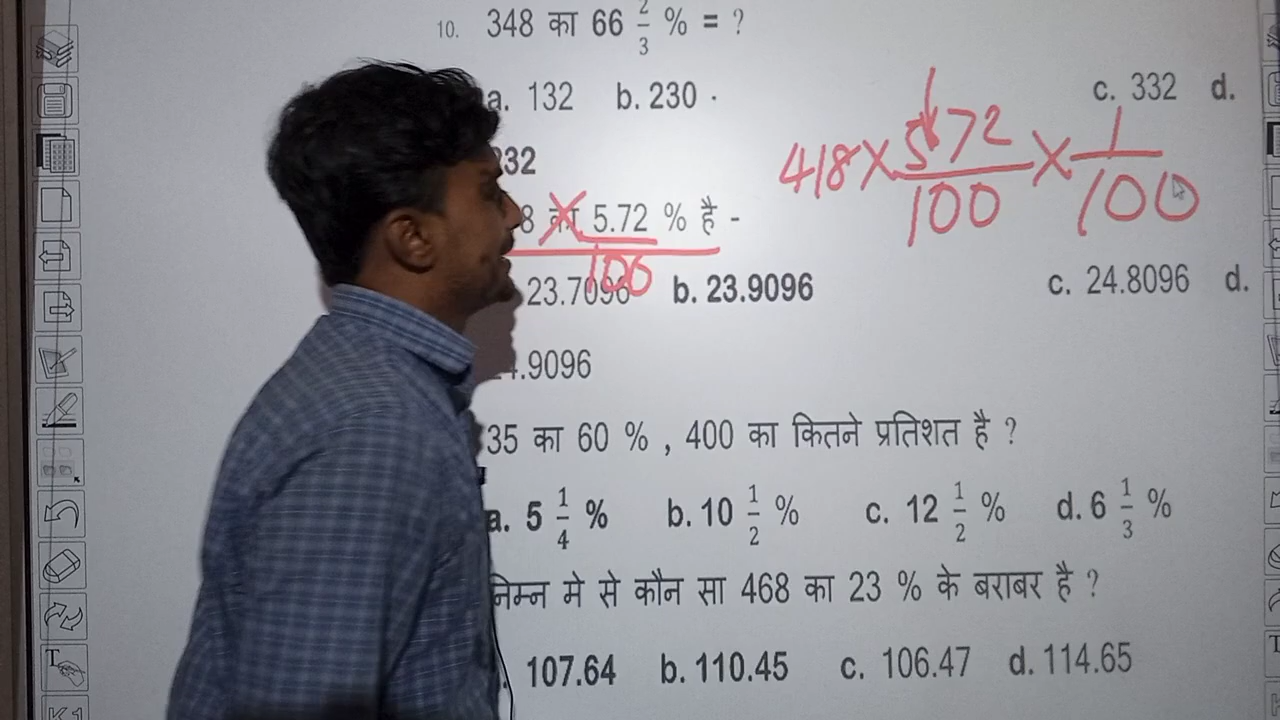 10. 348 का 66 2/3 % = ?
a. 132 b. 230 . c. 332 d.
232
418 × 572/100 × 1/100
8 का 5.72 % है -
100
23.7096 b. 23.9096 c. 24.8096 d.
.9096
35 का 60 % , 400 का कितने प्रतिशत है ?
a. 5 1/4 % b. 10 1/2 % c. 12 1/2 % d. 6 1/3 %
निम्न मे से कौन सा 468 का 23 % के बराबर है ?
107.64 b. 110.45 c. 106.47 d. 114.65